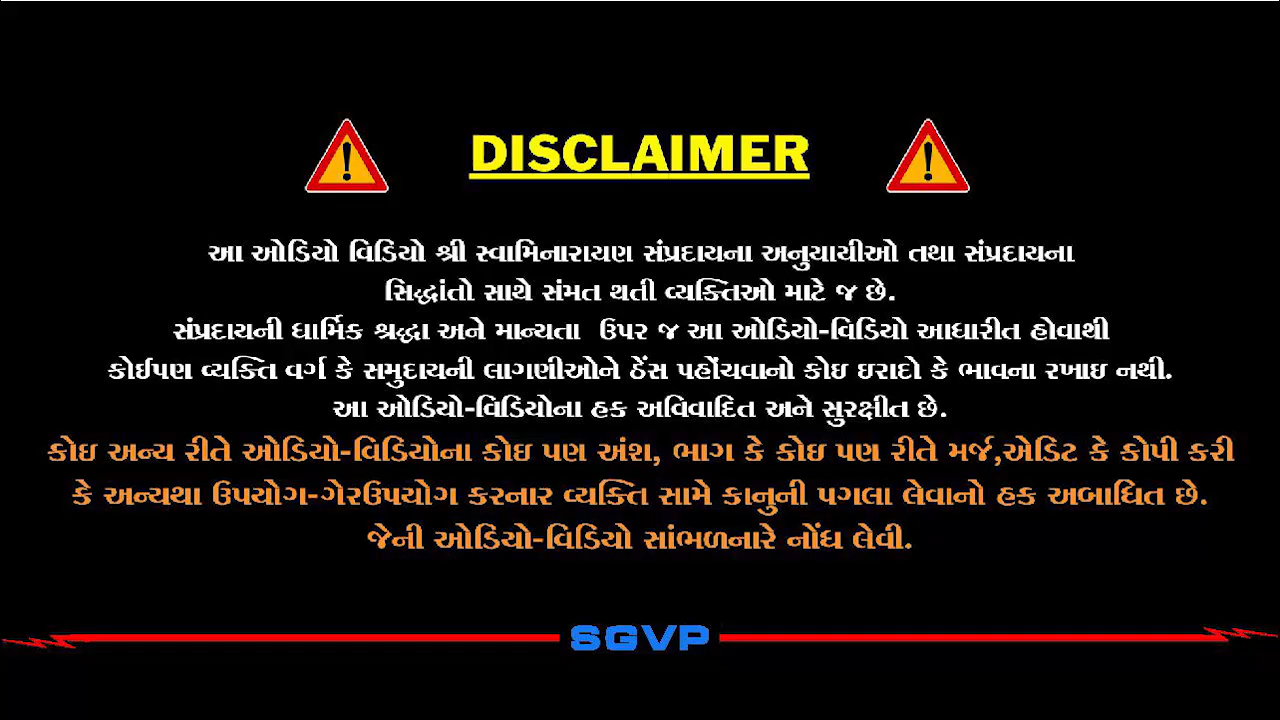 DISCLAIMER
આ ઓડિયો વિડિયો શ્રી સ્વામિનારાયણ સંપ્રદાયના અનુયાયીઓ તથા સંપ્રદાયના
સિદ્ધાંતો સાથે સંમત થતી વ્યક્તિઓ માટે જ છે.
સંપ્રદાયની ધાર્મિક શ્રદ્ધા અને માન્યતા ઉપર જ આ ઓડિયો-વિડિયો આધારીત હોવાથી
કોઈપણ વ્યક્તિ વર્ગ કે સમુદાયની લાગણીઓને ઠેંસ પહોંચવાનો કોઇ ઇરાદો કે ભાવના રખાઇ નથી.
આ ઓડિયો-વિડિયોના હક અવિવાદિત અને સુરક્ષીત છે.
કોઇ અન્ય રીતે ઓડિયો-વિડિયોના કોઇ પણ અંશ, ભાગ કે કોઇ પણ રીતે મર્જ,એડિટ કે કોપી કરી
કે અન્યથા ઉપયોગ-ગેરઉપયોગ કરનાર વ્યક્તિ સામે કાનુની પગલા લેવાનો હક અબાધિત છે.
જેની ઓડિયો-વિડિયો સાંભળનારે નોંધ લેવી.
SGVP